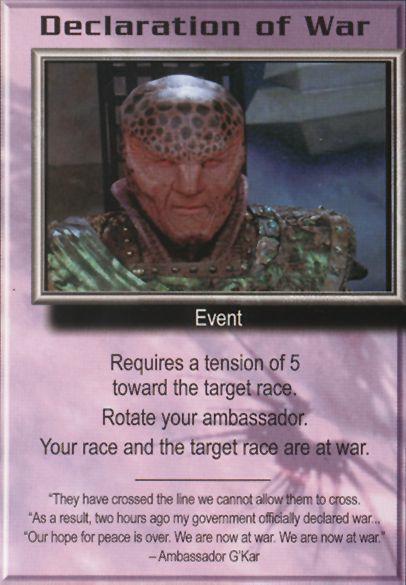 Declaration of War
Event
Requires a tension of 5
toward the target race.
Rotate your ambassador.
Your race and the target race are at war.
“They have crossed the line we cannot allow them to cross.
“As a result, two hours ago my government officially declared war...
“Our hope for peace is over. We are now at war. We are now at war.”
– Ambassador G’Kar